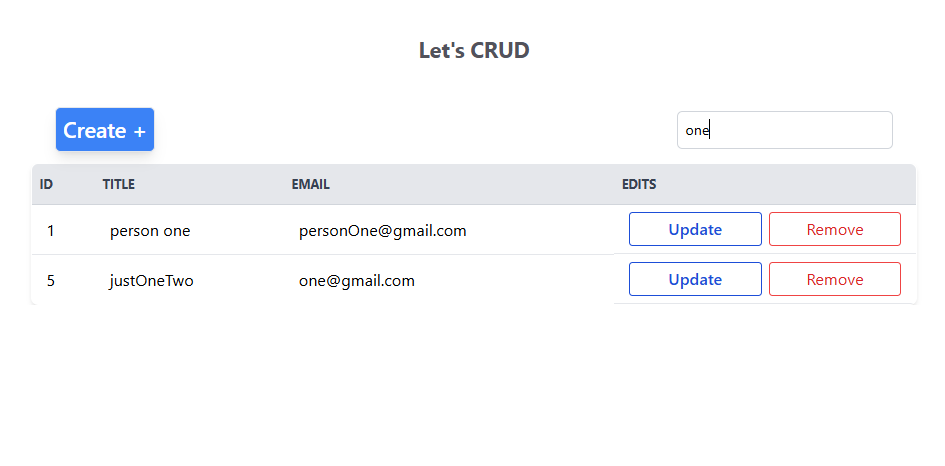 Let's CRUD
Create +
one
ID TITLE EMAIL EDITS
1 person one personOne@gmail.com Update Remove
5 justOneTwo one@gmail.com Update Remove